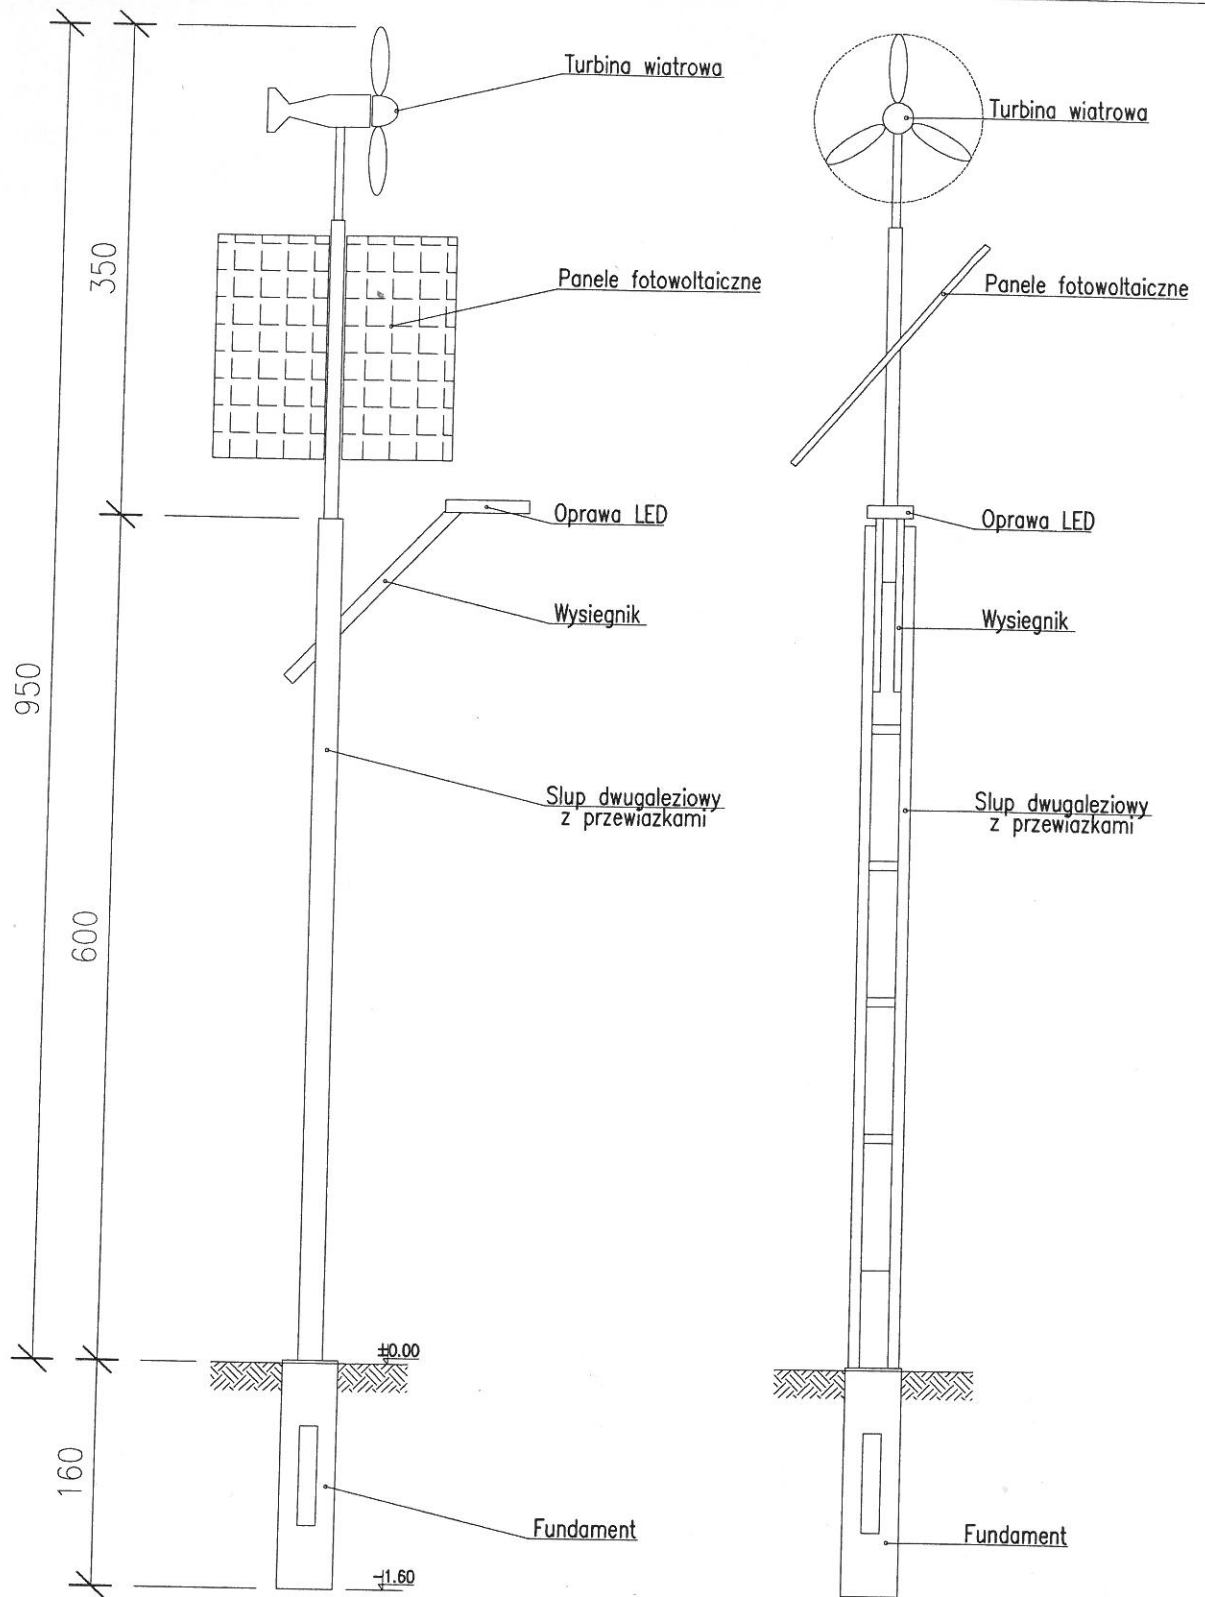 Turbina wiatrowa
Turbina wiatrowa
350
Panele fotowoltaiczne
Panele fotowoltaiczne
Oprawa LED
Oprawa LED
Wysiegnik
Wysiegnik
950
Slup dwugaleziowy
z przewiazkami
Slup dwugaleziowy
z przewiazkami
600
±0.00
160
Fundament
Fundament
-1.60